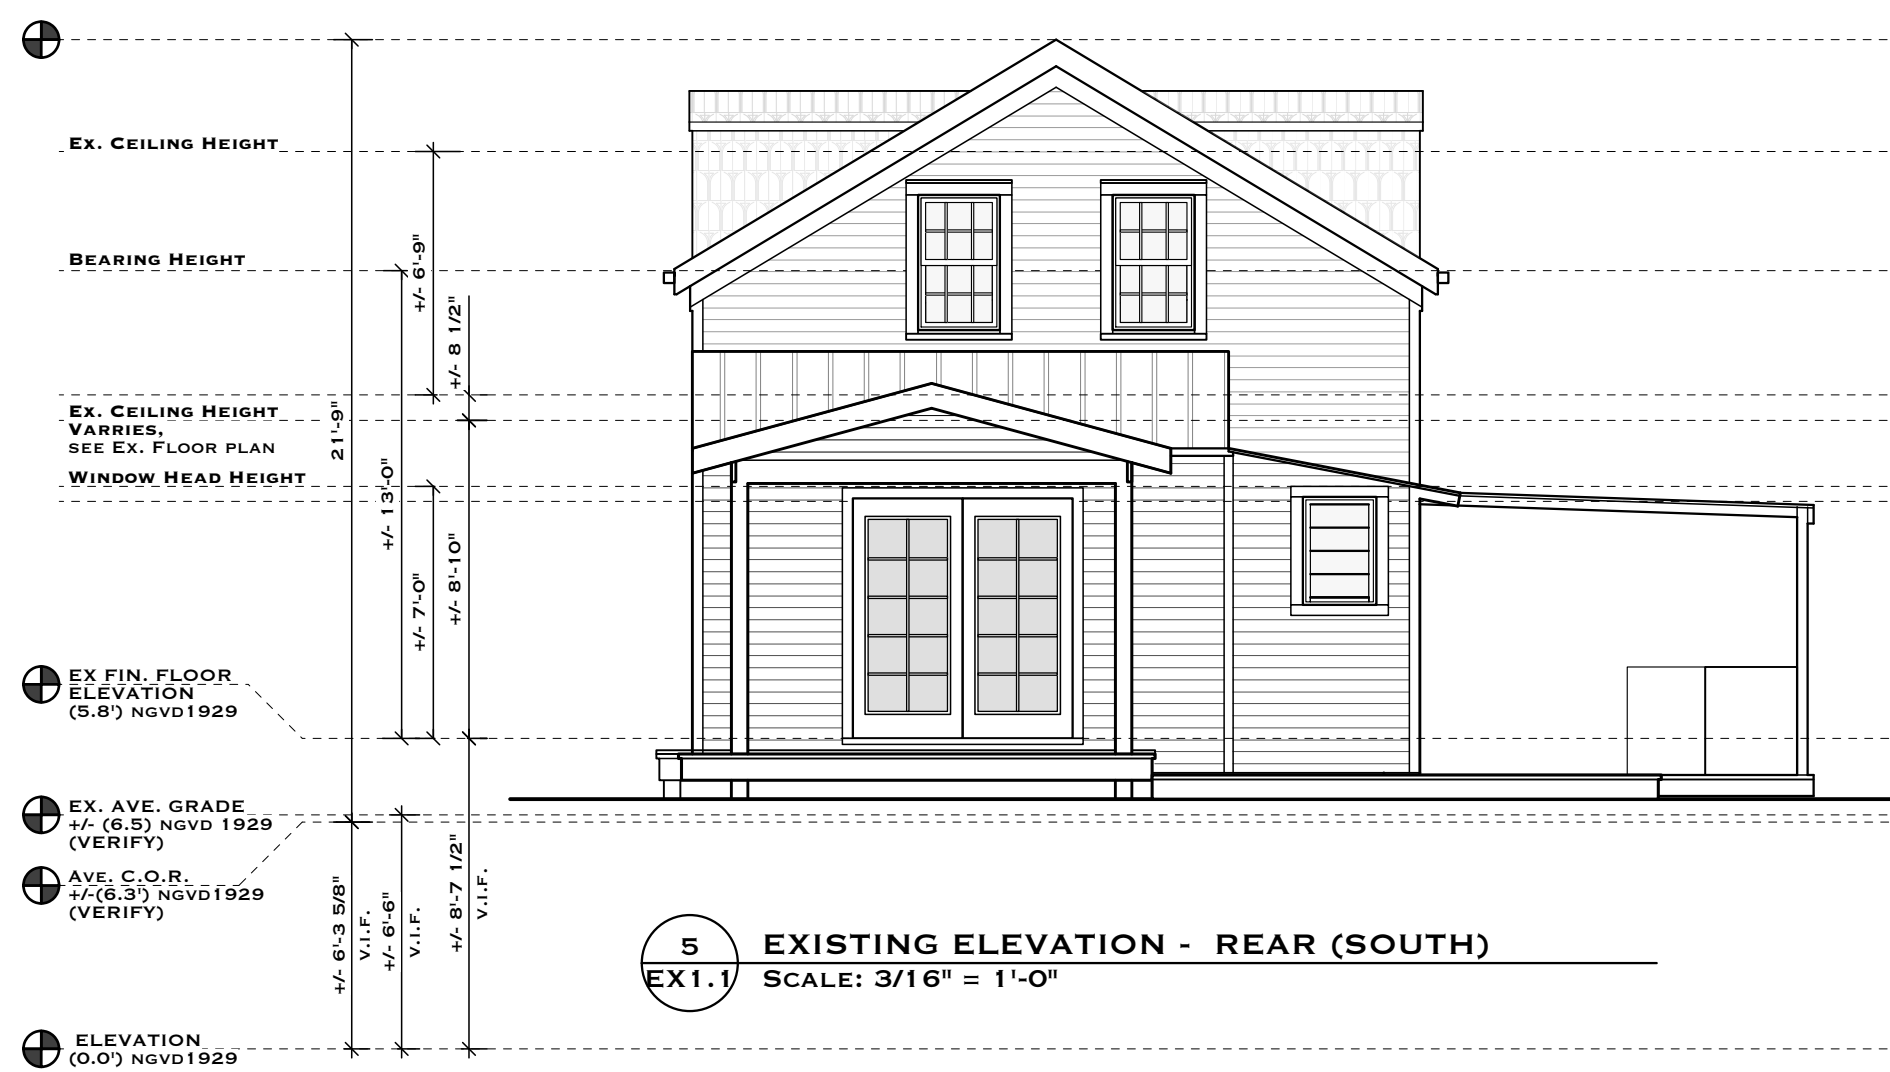 Ex. Ceiling Height
Bearing Height
+/- 6'-9"
+/- 8 1/2"
Ex. Ceiling Height
Varries,
see Ex. Floor plan
21'-9"
Window Head Height
+/- 13'-0"
+/- 7'-0"
+/- 8'-10"
EX FIN. FLOOR
ELEVATION
(5.8') NGVD1929
EX. AVE. GRADE
+/- (6.5) NGVD 1929
(VERIFY)
Ave. C.O.R.
+/-(6.3') NGVD1929
(VERIFY)
+/- 6'-3 5/8"
V.I.F.
+/- 6'-6"
V.I.F.
+/- 8'-7 1/2"
V.I.F.
5
EX1.1
EXISTING ELEVATION - REAR (SOUTH)
Scale: 3/16" = 1'-0"
ELEVATION
(0.0') NGVD1929